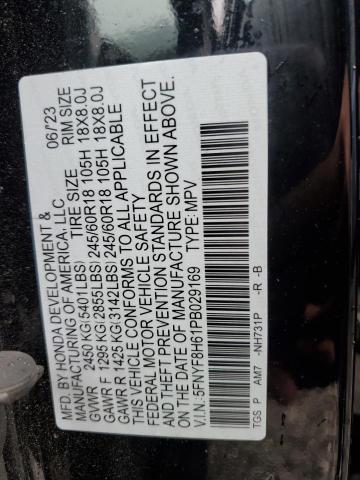 MFD. BY HONDA DEVELOPMENT & 06/23
MANUFACTURING OF AMERICA, LLC
TIRE SIZE RIM SIZE
GVWR 2450 KG(5401LBS)
GAWR F 1295 KG(2855LBS) 245/60R18 105H 18X8.0J
GAWR R 1425 KG(3142LBS) 245/60R18 105H 18X8.0J
THIS VEHICLE CONFORMS TO ALL APPLICABLE
FEDERAL MOTOR VEHICLE SAFETY
AND THEFT PREVENTION STANDARDS IN EFFECT
ON THE DATE OF MANUFACTURE SHOWN ABOVE.
V.I.N: 5FNYF8H61PB029169 TYPE: MPV
TGS P AM7 -NH731P -R -B